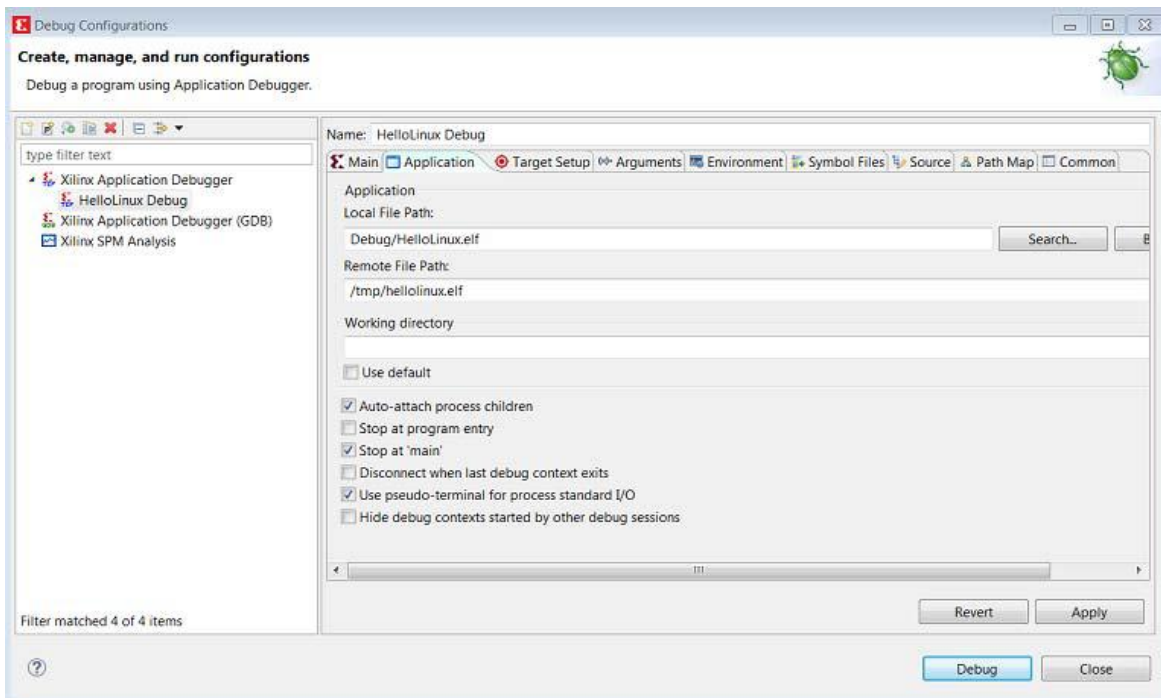 Debug Configurations
Create, manage, and run configurations
Debug a program using Application Debugger.
type filter text
Xilinx Application Debugger
HelloLinux Debug
Xilinx Application Debugger (GDB)
Xilinx SPM Analysis
Filter matched 4 of 4 items
Name: HelloLinux Debug
Main Application Target Setup Arguments Environment Symbol Files Source Path Map Common
Application
Local File Path:
Debug/HelloLinux.elf Search...
Remote File Path:
/tmp/hellolinux.elf
Working directory
Use default
Auto-attach process children
Stop at program entry
Stop at 'main'
Disconnect when last debug context exits
Use pseudo-terminal for process standard I/O
Hide debug contexts started by other debug sessions
Revert Apply
Debug Close